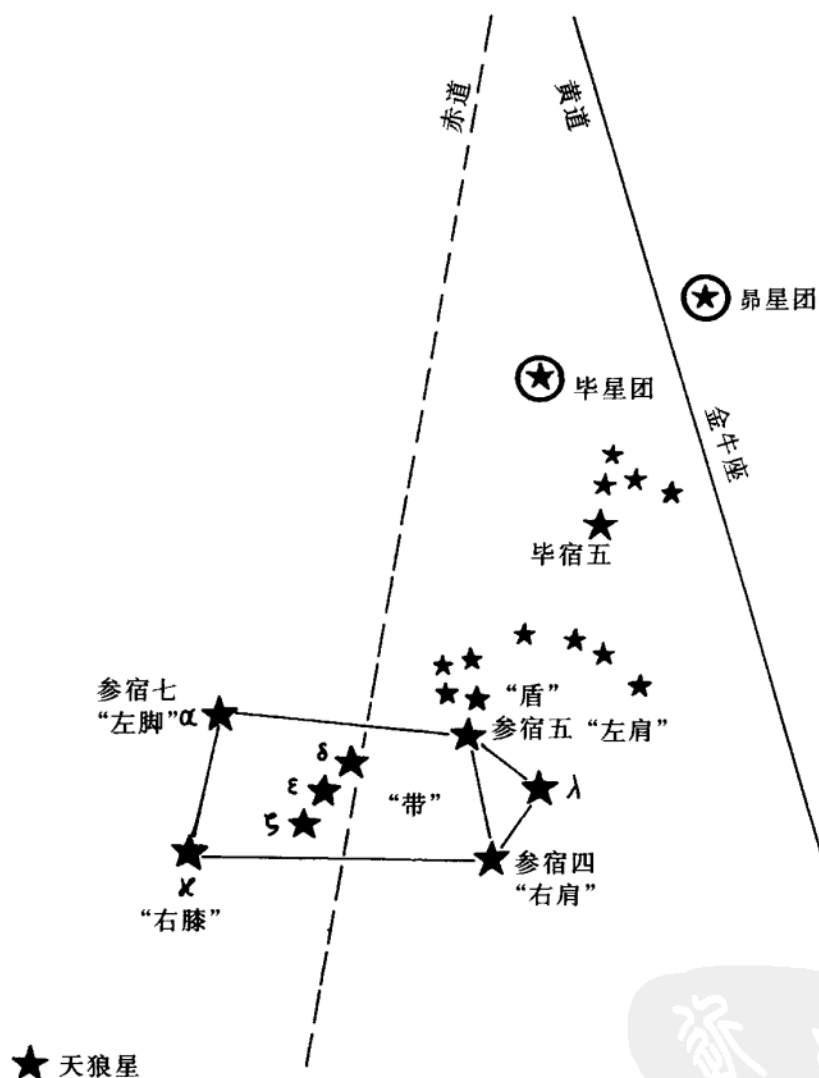 赤道
黄道
昴星团
毕星团
金牛座
毕宿五
参宿七
“左脚”α
“盾”
参宿五 “左肩”
δ
ε
ζ
“带”
λ
参宿四
“右肩”
κ
“右膝”
天狼星